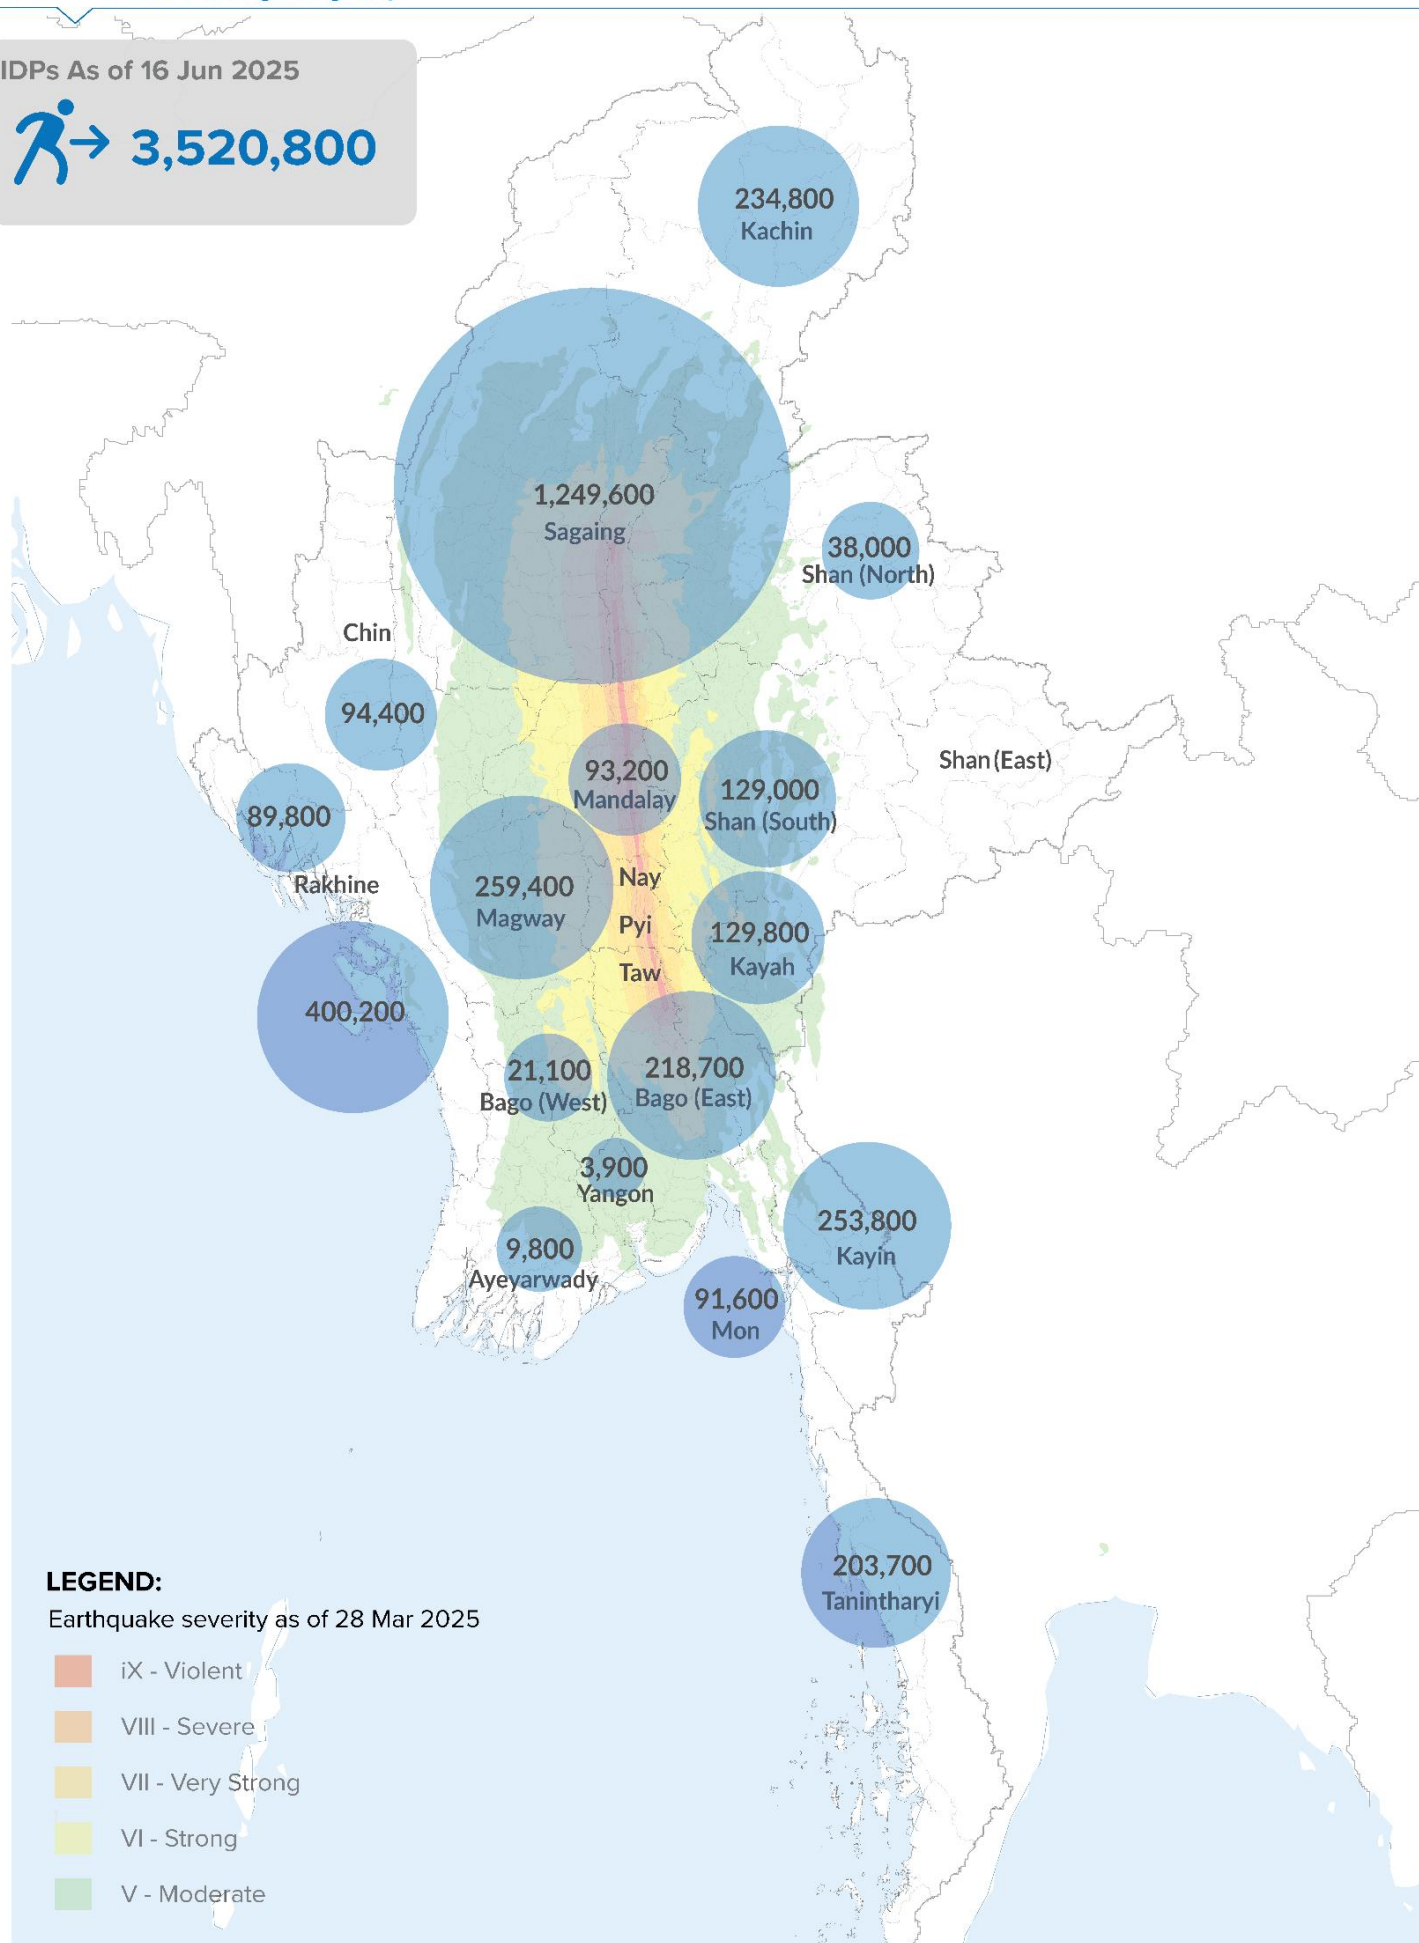 IDPs As of 16 Jun 2025
3,520,800
234,800
Kachin
1,249,600
Sagaing
38,000
Shan (North)
Chin
94,400
Shan (East)
93,200
Mandalay
129,000
Shan (South)
89,800
Rakhine
259,400
Magway
Nay
Pyi
Taw
129,800
Kayah
400,200
21,100
Bago (West)
218,700
Bago (East)
3,900
Yangon
253,800
Kayin
9,800
Ayeyarwady
91,600
Mon
203,700
Tanintharyi
LEGEND:
Earthquake severity as of 28 Mar 2025
iX - Violent
VIII - Severe
VII - Very Strong
VI - Strong
V - Moderate